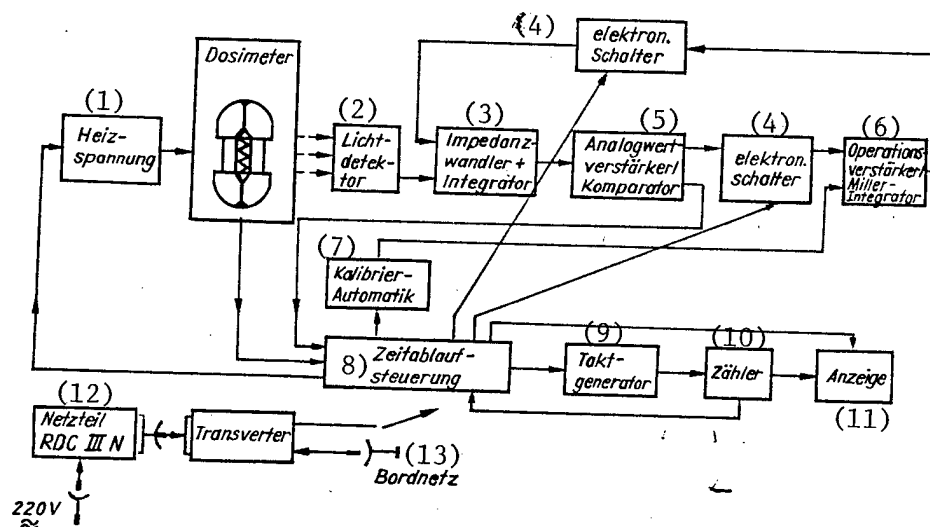 (4)
elektron.
Schalter
Dosimeter
(1)
Heiz-
spannung
(2)
Licht-
detek-
tor
(3)
Impedanz-
wandler +
Integrator
(5)
Analogwert-
verstärker/
Komparator
(4)
elektron.
schalter
(6)
Operations-
verstärker/
Miller-
Integrator
(7)
Kalibrier-
Automatik
8) Zeitablauf-
steuerung
(9)
Takt-
generator
(10)
Zähler
Anzeige
(11)
(12)
Netzteil
RDC III N
Transverter
(13)
Bordnetz
220V
≈